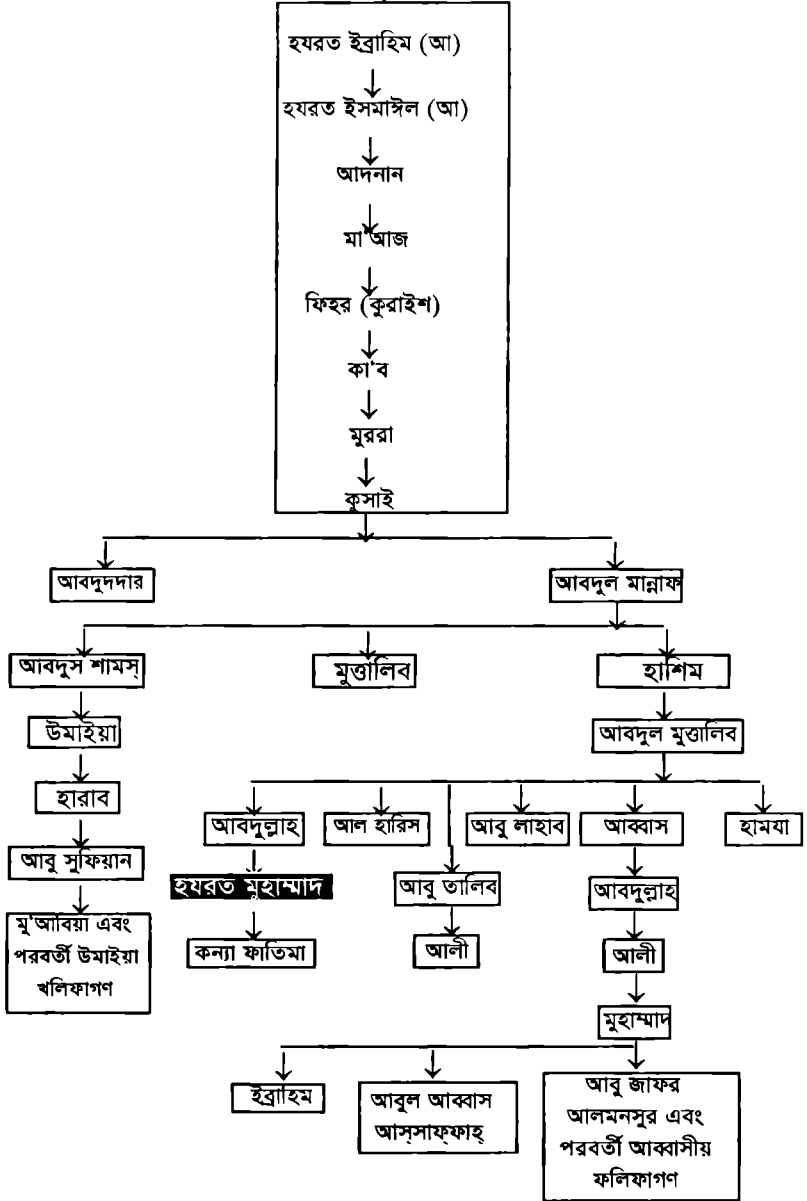 হযরত ইব্রাহিম (আ)
হযরত ইসমাঈল (আ)
আদনান
মা'আজ
ফিহর (কুরাইশ)
কা'ব
মুররা
কুসাই
আবদুদদার
আবদুল মান্নাফ
আবদুস শামস্
মুত্তালিব
হাশিম
উমাইয়া
আবদুল মুত্তালিব
হারাব
আবদুল্লাহ
আল হারিস
আবু লাহাব
আব্বাস
হামযা
আবু সুফিয়ান
হযরত মুহাম্মাদ
আবু তালিব
আবদুল্লাহ
মু'আবিয়া এবং
পরবর্তী উমাইয়া
খলিফাগণ
কন্যা ফাতিমা
আলী
আলী
মুহাম্মাদ
ইব্রাহিম
আবুল আব্বাস
আস্সাফ্ফাহ্
আবু জাফর
আলমনসুর এবং
পরবর্তী আব্বাসীয়
ফলিফাগণ